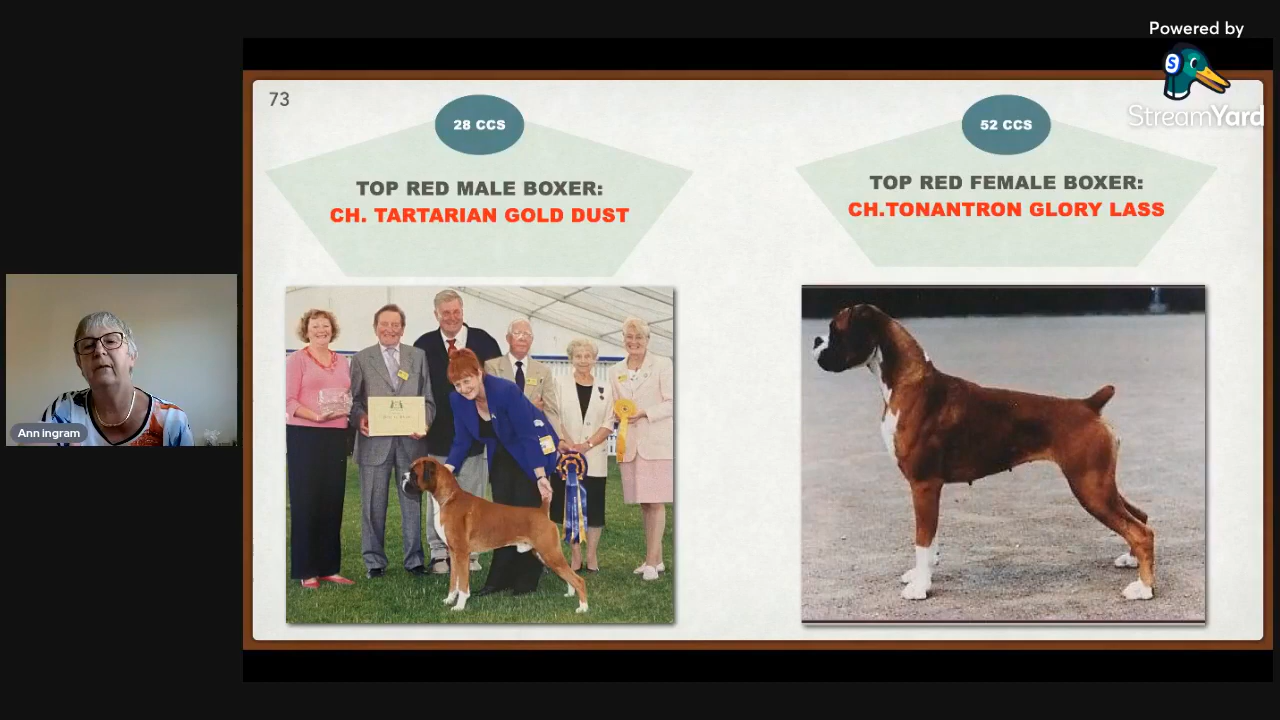 Powered by
StreamYard
73
28 CCS
TOP RED MALE BOXER:
CH. TARTARIAN GOLD DUST
52 CCS
TOP RED FEMALE BOXER:
CH.TONANTRON GLORY LASS
Ann Ingram